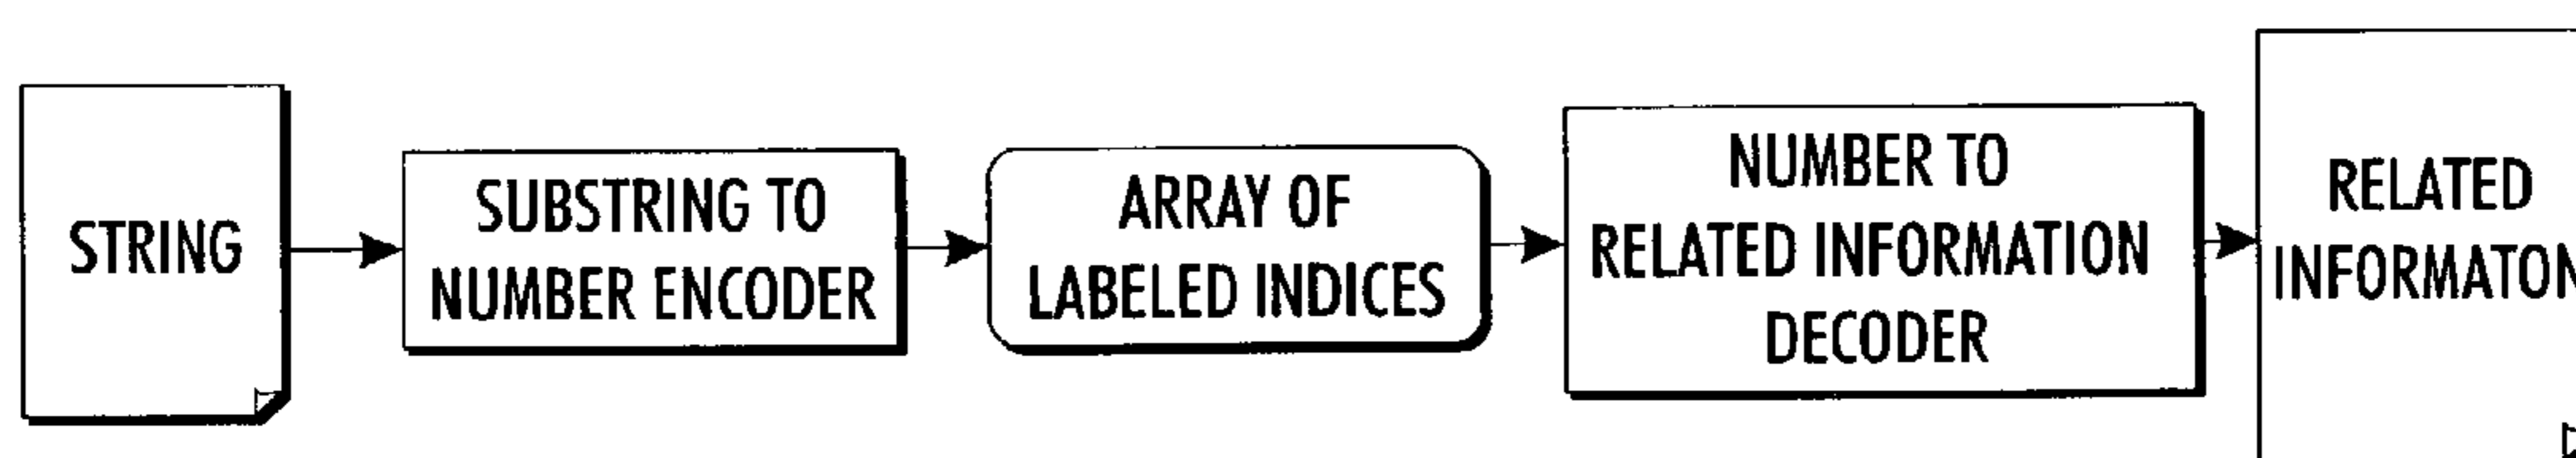 STRING
SUBSTRING TO
NUMBER ENCODER
ARRAY OF
LABELED INDICES
NUMBER TO
RELATED INFORMATION
DECODER
RELATED
INFORMATON